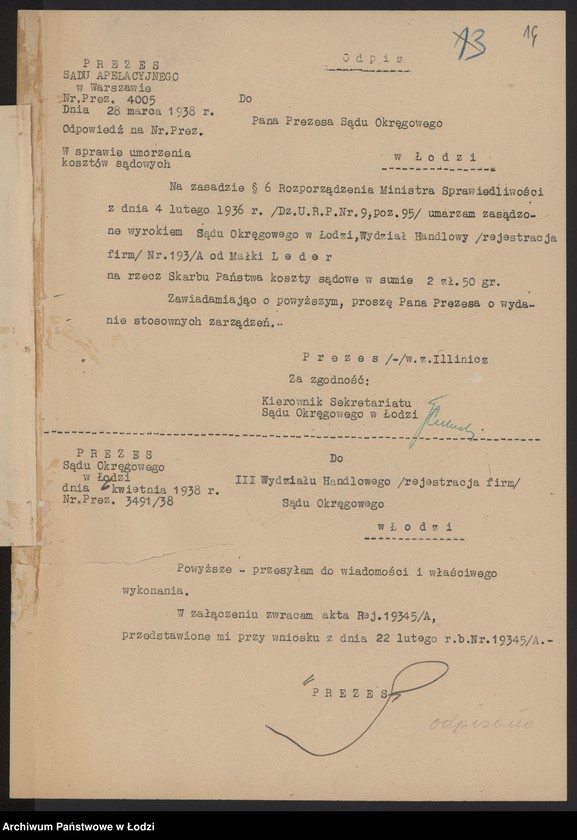 13
14
Odpis
PREZES
SĄDU APELACYJNEGO
w Warszawie
Nr.Prez. 4005
Dnia 28 marca 1938 r.
Odpowiedź na Nr.Prez.
W sprawie umorzenia
kosztów sądowych
Do
Pana Prezesa Sądu Okręgowego
w Łodzi
Na zasadzie § 6 Rozporządzenia Ministra Sprawiedliwości
z dnia 4 lutego 1936 r. /Dz.U.R.P.Nr.9,poz.95/ umarzam zasądzo-
ne wyrokiem Sądu Okręgowego w Łodzi,Wydział Handlowy /rejestracja
firm/ Nr.193/A od Małki Leder
na rzecz Skarbu Państwa koszty sądowe w sumie 2 zł.50 gr.
Zawiadamiając o powyższym, proszę Pana Prezesa o wyda-
nie stosownych zarządzeń.-
Prezes /-/w.z.Illinicz
Za zgodność:
Kierownik Sekretariatu
Sądu Okręgowego w Łodzi
PREZES
Sądu Okręgowego
w Łodzi
dnia 6 kwietnia 1938 r.
Nr.Prez. 3491/38
Do
III Wydziału Handlowego /rejestracja firm/
Sądu Okręgowego
w Łodzi
Powyższe - przesyłam do wiadomości i właściwego
wykonania.
W załączeniu zwracam akta Rej.19345/A,
przedstawione mi przy wniosku z dnia 22 lutego r.b.Nr.19345/A.-
PREZES
odpisano
Archiwum Państwowe w Łodzi